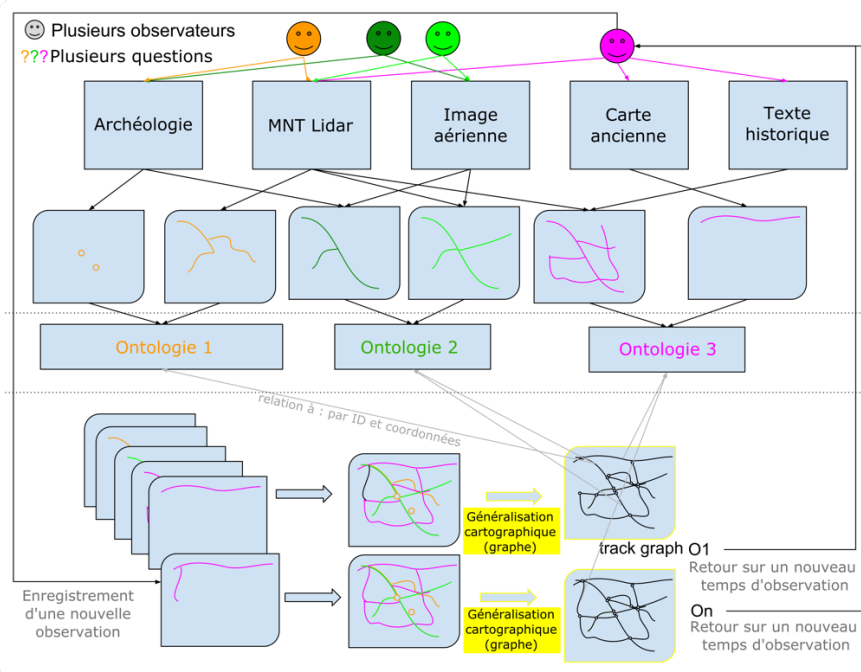 Plusieurs observateurs
???Plusieurs questions
Archéologie
MNT Lidar
Image
aérienne
Carte
ancienne
Texte
historique
Ontologie 1
Ontologie 2
Ontologie 3
relation à : par ID et coordonnées
Généralisation
cartographique
(graphe)
track graph O1
Retour sur un nouveau
temps d'observation
Enregistrement
d'une nouvelle
observation
Généralisation
cartographique
(graphe)
On
Retour sur un nouveau
temps d'observation